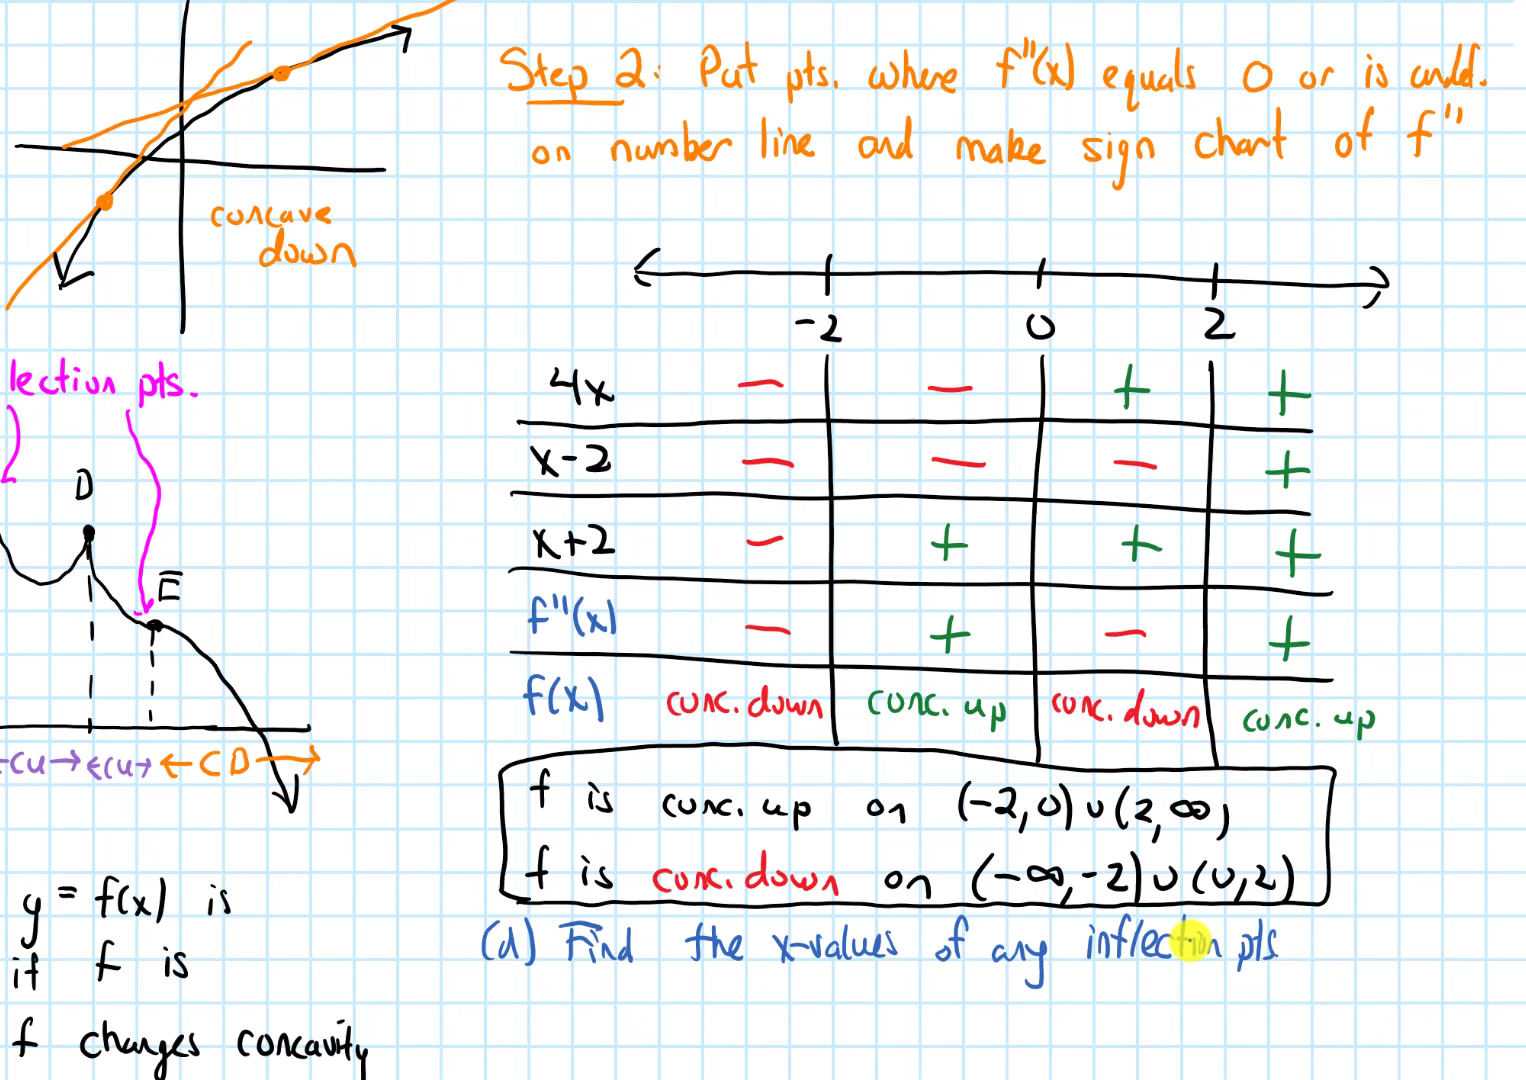 Step 2: Put pts. where f''(x) equals 0 or is undef.
on number line and make sign chart of f''
concave
down
-2 0 2
4x − − + +
x-2 − − − +
x+2 − + + +
f''(x) − + − +
f(x) conc. down conc. up conc. down conc. up
f is conc. up on (-2,0)∪(2,∞)
f is conc. down on (-∞,-2)∪(0,2)
(d) Find the x-values of any inflection pts.
lection pts.
D
E
CU CU CD
y = f(x) is
if f is
f changes concavity